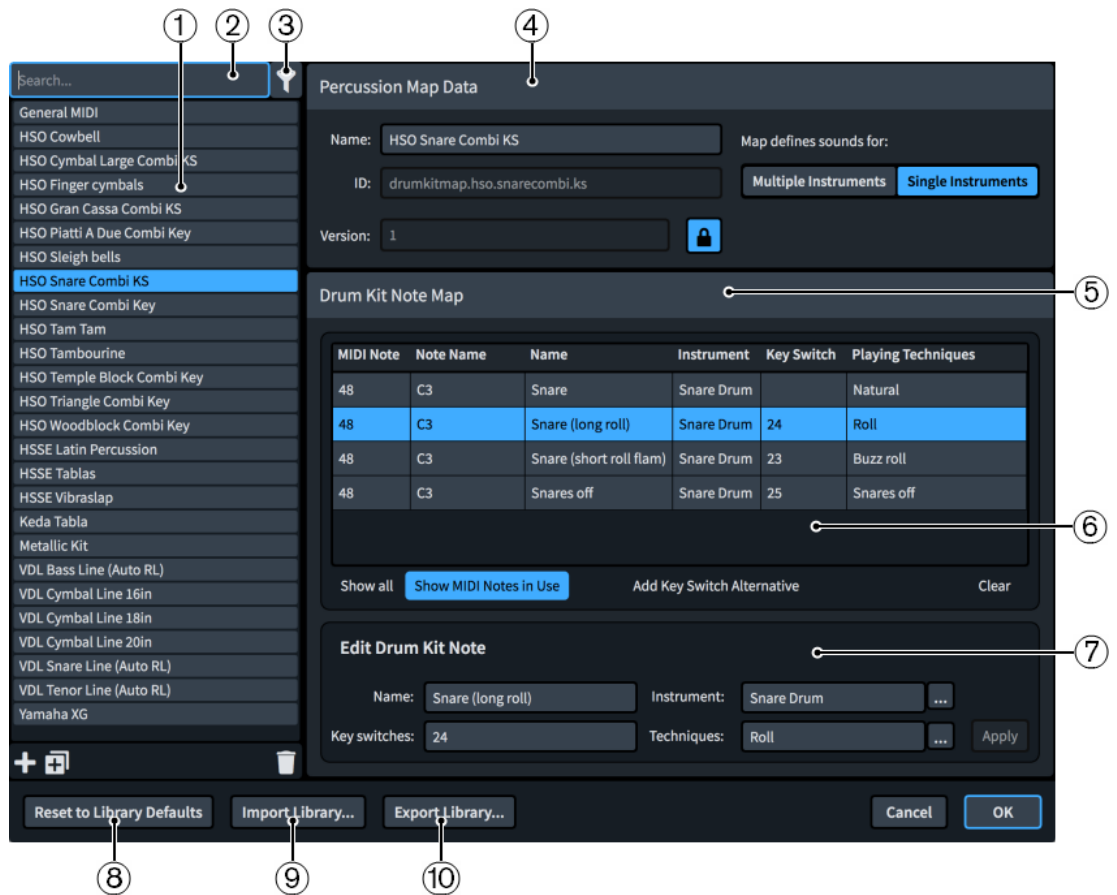 ① ② ③ ④
Search...
General MIDI
HSO Cowbell
HSO Cymbal Large Combi KS
HSO Finger cymbals
HSO Gran Cassa Combi KS
HSO Piatti A Due Combi Key
HSO Sleigh bells
HSO Snare Combi KS
HSO Snare Combi Key
HSO Tam Tam
HSO Tambourine
HSO Temple Block Combi Key
HSO Triangle Combi Key
HSO Woodblock Combi Key
HSSE Latin Percussion
HSSE Tablas
HSSE Vibraslap
Keda Tabla
Metallic Kit
VDL Bass Line (Auto RL)
VDL Cymbal Line 16in
VDL Cymbal Line 18in
VDL Cymbal Line 20in
VDL Snare Line (Auto RL)
VDL Tenor Line (Auto RL)
Yamaha XG
Percussion Map Data
Name: HSO Snare Combi KS Map defines sounds for:
ID: drumkitmap.hso.snarecombi.ks Multiple Instruments Single Instruments
Version: 1
Drum Kit Note Map ⑤
MIDI Note Note Name Name Instrument Key Switch Playing Techniques
48 C3 Snare Snare Drum Natural
48 C3 Snare (long roll) Snare Drum 24 Roll
48 C3 Snare (short roll flam) Snare Drum 23 Buzz roll
48 C3 Snares off Snare Drum 25 Snares off
⑥
Show all Show MIDI Notes in Use Add Key Switch Alternative Clear
Edit Drum Kit Note ⑦
Name: Snare (long roll) Instrument: Snare Drum ...
Key switches: 24 Techniques: Roll ... Apply
Reset to Library Defaults Import Library... Export Library... Cancel OK
⑧ ⑨ ⑩